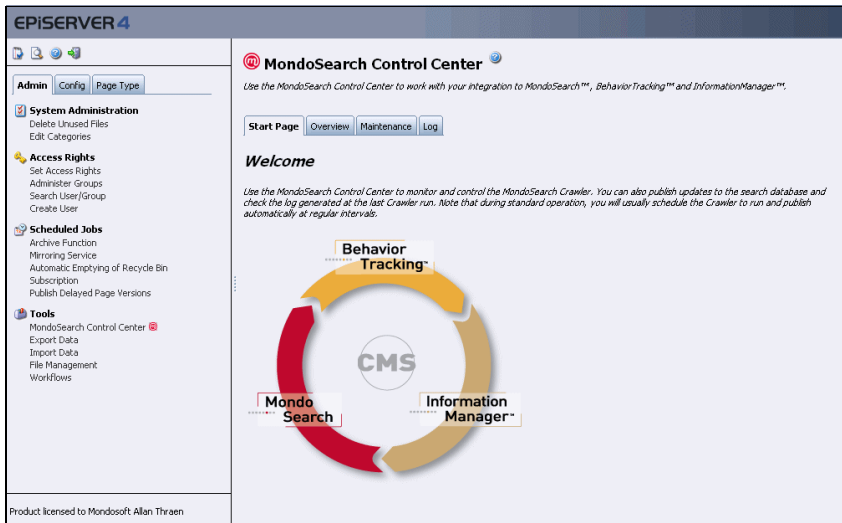 EPiSERVER 4
Admin Config Page Type
System Administration
Delete Unused Files
Edit Categories
Access Rights
Set Access Rights
Administer Groups
Search User/Group
Create User
Scheduled Jobs
Archive Function
Mirroring Service
Automatic Emptying of Recycle Bin
Subscription
Publish Delayed Page Versions
Tools
MondoSearch Control Center
Export Data
Import Data
File Management
Workflows
Product licensed to Mondosoft Allan Thraen
MondoSearch Control Center
Use the MondoSearch Control Center to work with your integration to MondoSearch™, BehaviorTracking™ and InformationManager™.
Start Page Overview Maintenance Log
Welcome
Use the MondoSearch Control Center to monitor and control the MondoSearch Crawler. You can also publish updates to the search database and
check the log generated at the last Crawler run. Note that during standard operation, you will usually schedule the Crawler to run and publish
automatically at regular intervals.
Behavior
Tracking™
CMS
Mondo
Search
Information
Manager™